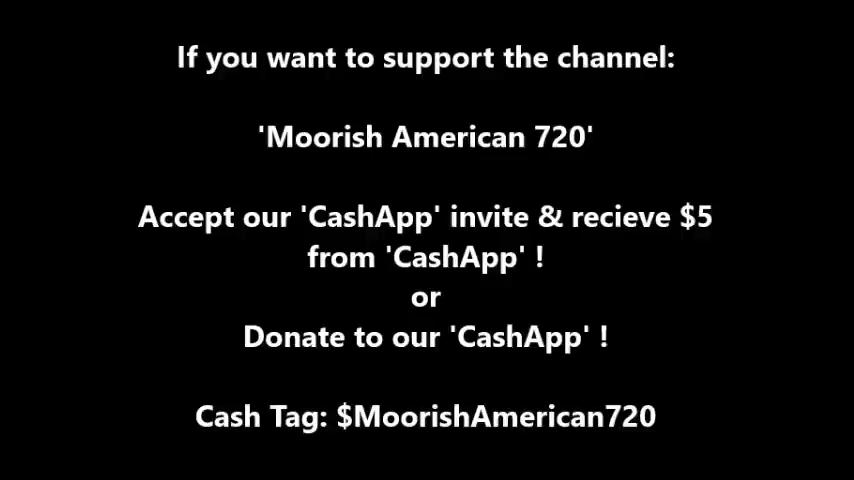 If you want to support the channel:
'Moorish American 720'
Accept our 'CashApp' invite & recieve $5
from 'CashApp' !
or
Donate to our 'CashApp' !
Cash Tag: $MoorishAmerican720